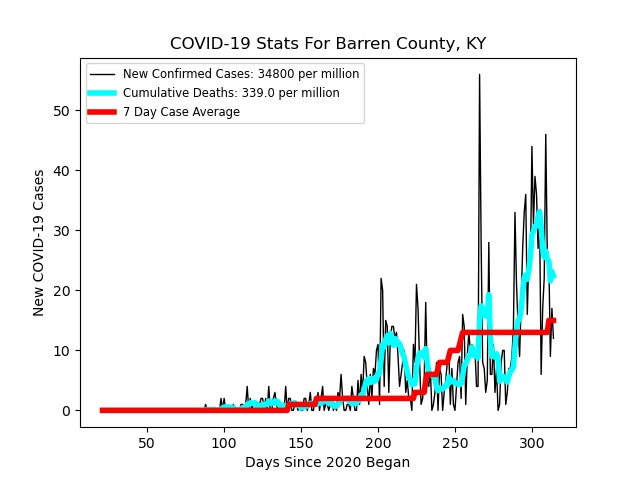 COVID-19 Stats For Barren County, KY
New Confirmed Cases: 34800 per million
Cumulative Deaths: 339.0 per million
7 Day Case Average
New COVID-19 Cases
50
40
30
20
10
0
50 100 150 200 250 300
Days Since 2020 Began